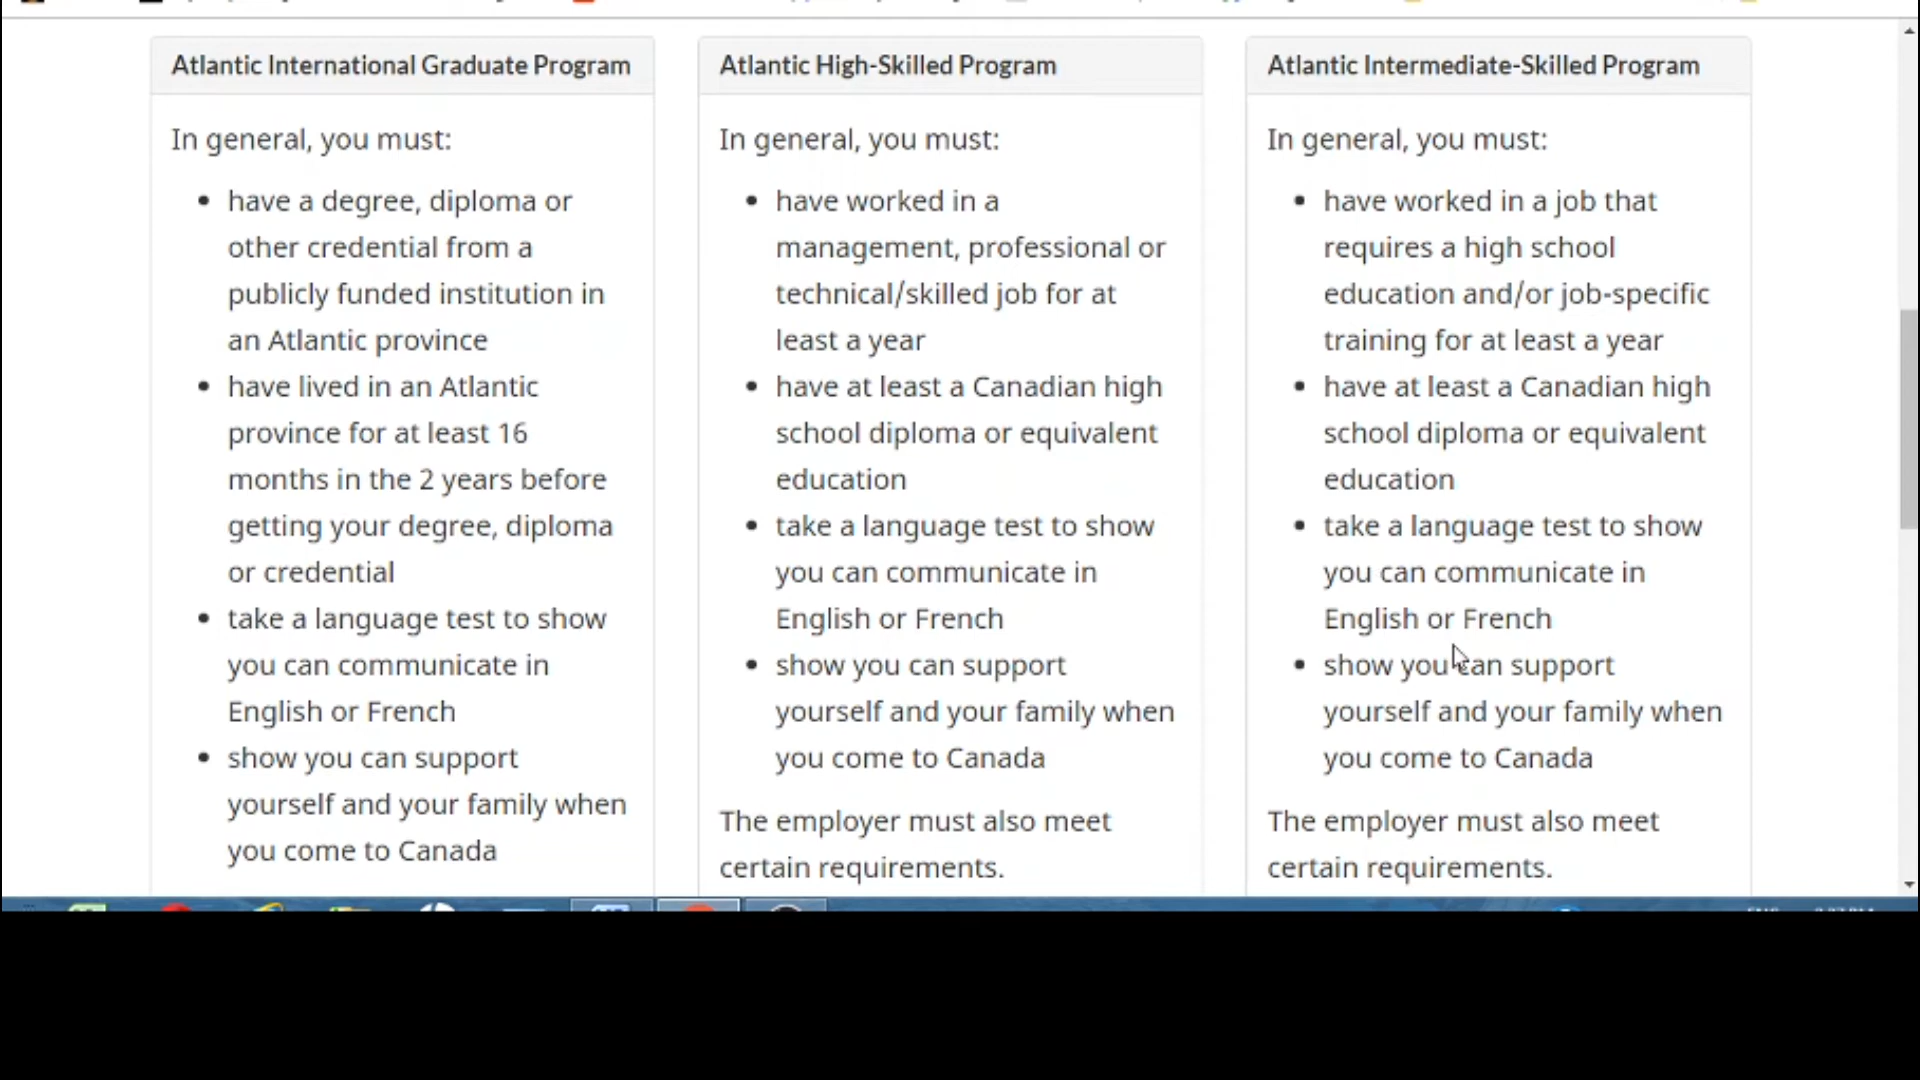 Atlantic International Graduate Program
In general, you must:
• have a degree, diploma or
other credential from a
publicly funded institution in
an Atlantic province
• have lived in an Atlantic
province for at least 16
months in the 2 years before
getting your degree, diploma
or credential
• take a language test to show
you can communicate in
English or French
• show you can support
yourself and your family when
you come to Canada
Atlantic High-Skilled Program
In general, you must:
• have worked in a
management, professional or
technical/skilled job for at
least a year
• have at least a Canadian high
school diploma or equivalent
education
• take a language test to show
you can communicate in
English or French
• show you can support
yourself and your family when
you come to Canada
The employer must also meet
certain requirements.
Atlantic Intermediate-Skilled Program
In general, you must:
• have worked in a job that
requires a high school
education and/or job-specific
training for at least a year
• have at least a Canadian high
school diploma or equivalent
education
• take a language test to show
you can communicate in
English or French
• show you can support
yourself and your family when
you come to Canada
The employer must also meet
certain requirements.